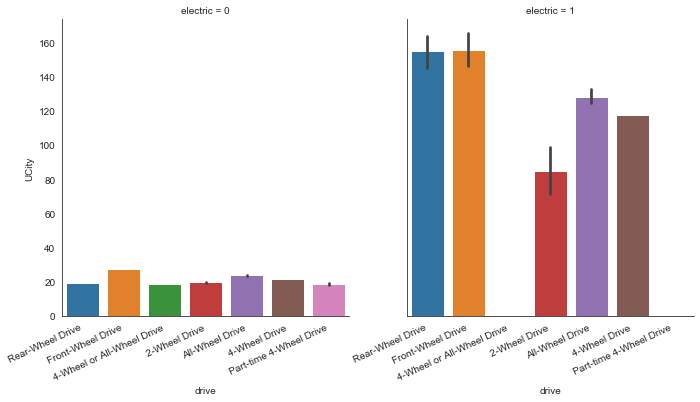 electric = 0
electric = 1
UCity
160
140
120
100
80
60
40
20
0
Rear-Wheel Drive
Front-Wheel Drive
4-Wheel or All-Wheel Drive
2-Wheel Drive
All-Wheel Drive
4-Wheel Drive
Part-time 4-Wheel Drive
drive
Rear-Wheel Drive
Front-Wheel Drive
4-Wheel or All-Wheel Drive
2-Wheel Drive
All-Wheel Drive
4-Wheel Drive
Part-time 4-Wheel Drive
drive